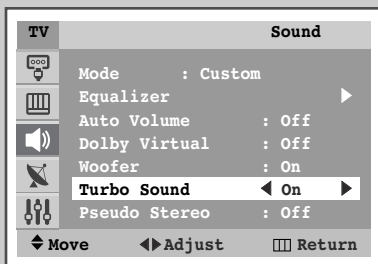 TV Sound
Mode : Custom
Equalizer
Auto Volume : Off
Dolby Virtual : Off
Woofer : On
Turbo Sound On
Pseudo Stereo : Off
Move Adjust Return